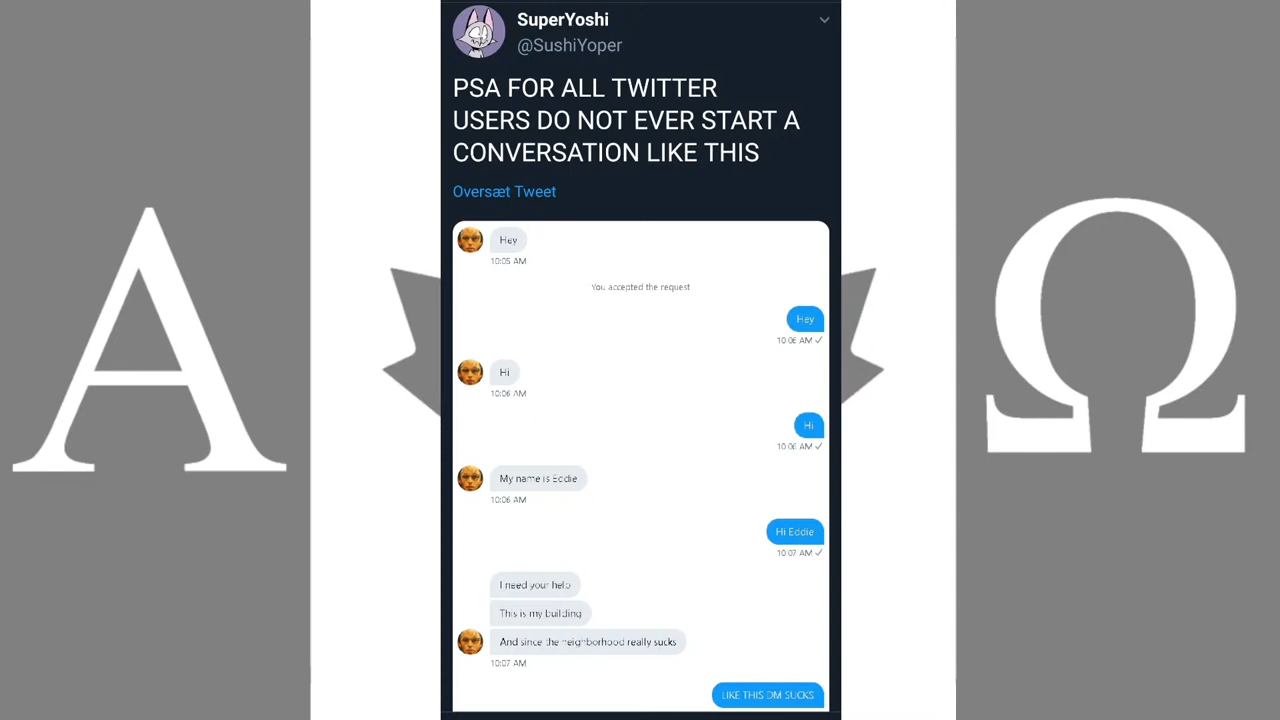 SuperYoshi
@SushiYoper
PSA FOR ALL TWITTER
USERS DO NOT EVER START A
CONVERSATION LIKE THIS
Oversæt Tweet
Hey
10:05 AM
You accepted the request
Hey
10:06 AM ✓
Hi
10:06 AM
Hi
10:06 AM ✓
My name is Eddie
10:06 AM
Hi Eddie
10:07 AM ✓
I need your help
This is my building
And since the neighborhood really sucks
10:07 AM
LIKE THIS DM SUCKS
Α
Ω